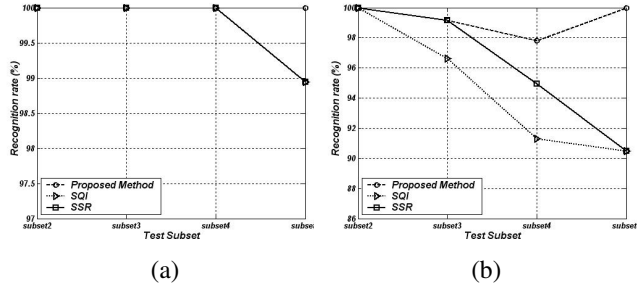 100
99.5
99
98.5
98
97.5
97
Recognition rate (%)
Proposed Method
SQI
SSR
subset2 subset3 subset4 subset
Test Subset
(a)
100
98
96
94
92
90
88
86
Recognition rate (%)
Proposed Method
SQI
SSR
subset2 subset3 subset4 subset
Test Subset
(b)